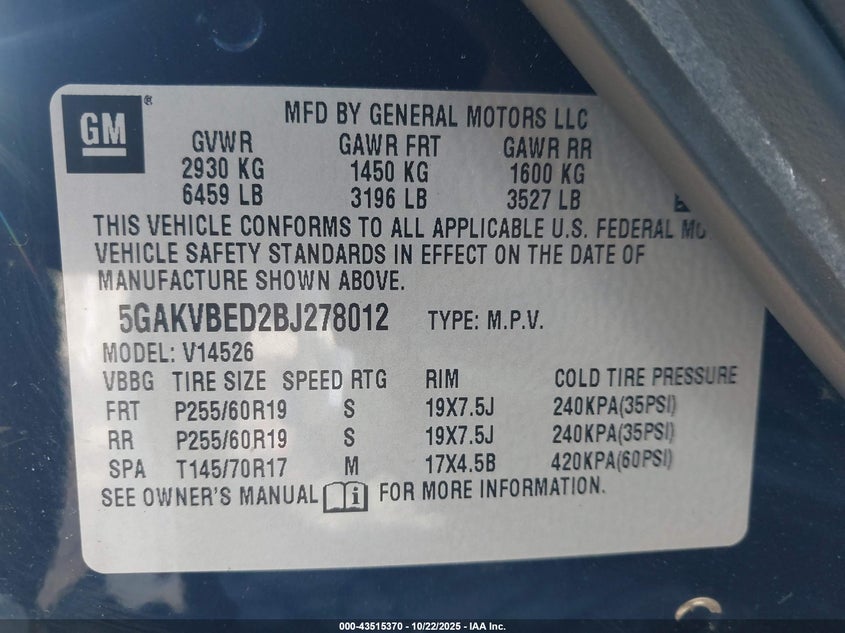 GM®
MFD BY GENERAL MOTORS LLC
GVWR GAWR FRT GAWR RR
2930 KG 1450 KG 1600 KG
6459 LB 3196 LB 3527 LB
THIS VEHICLE CONFORMS TO ALL APPLICABLE U.S. FEDERAL
VEHICLE SAFETY STANDARDS IN EFFECT ON THE DATE OF
MANUFACTURE SHOWN ABOVE.
5GAKVBED2BJ278012 TYPE: M.P.V.
MODEL: V14526
VBBG TIRE SIZE SPEED RTG RIM COLD TIRE PRESSURE
FRT P255/60R19 S 19X7.5J 240KPA(35PSI)
RR P255/60R19 S 19X7.5J 240KPA(35PSI)
SPA T145/70R17 M 17X4.5B 420KPA(60PSI)
SEE OWNER'S MANUAL i FOR MORE INFORMATION.
000-43515370 - 10/22/2025 - IAA Inc.